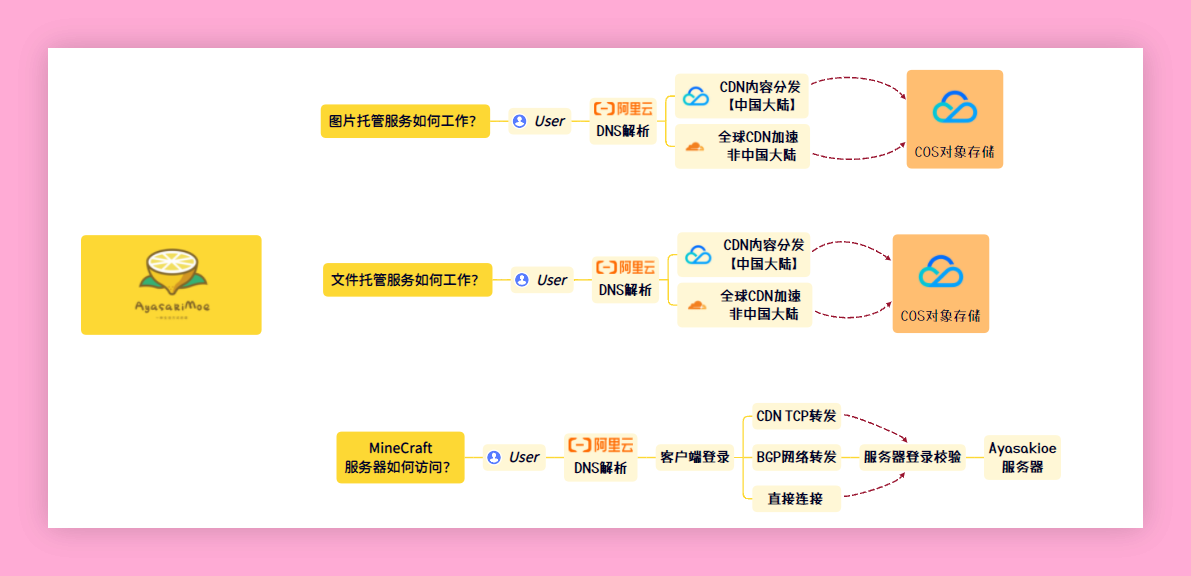 图片托管服务如何工作？
User
阿里云
DNS解析
CDN内容分发
【中国大陆】
全球CDN加速
非中国大陆
COS对象存储
AyasakiMoe
文件托管服务如何工作？
User
阿里云
DNS解析
CDN内容分发
【中国大陆】
全球CDN加速
非中国大陆
COS对象存储
MineCraft
服务器如何访问？
User
阿里云
DNS解析
客户端登录
CDN TCP转发
BGP网络转发
直接连接
服务器登录校验
Ayasakioe
服务器